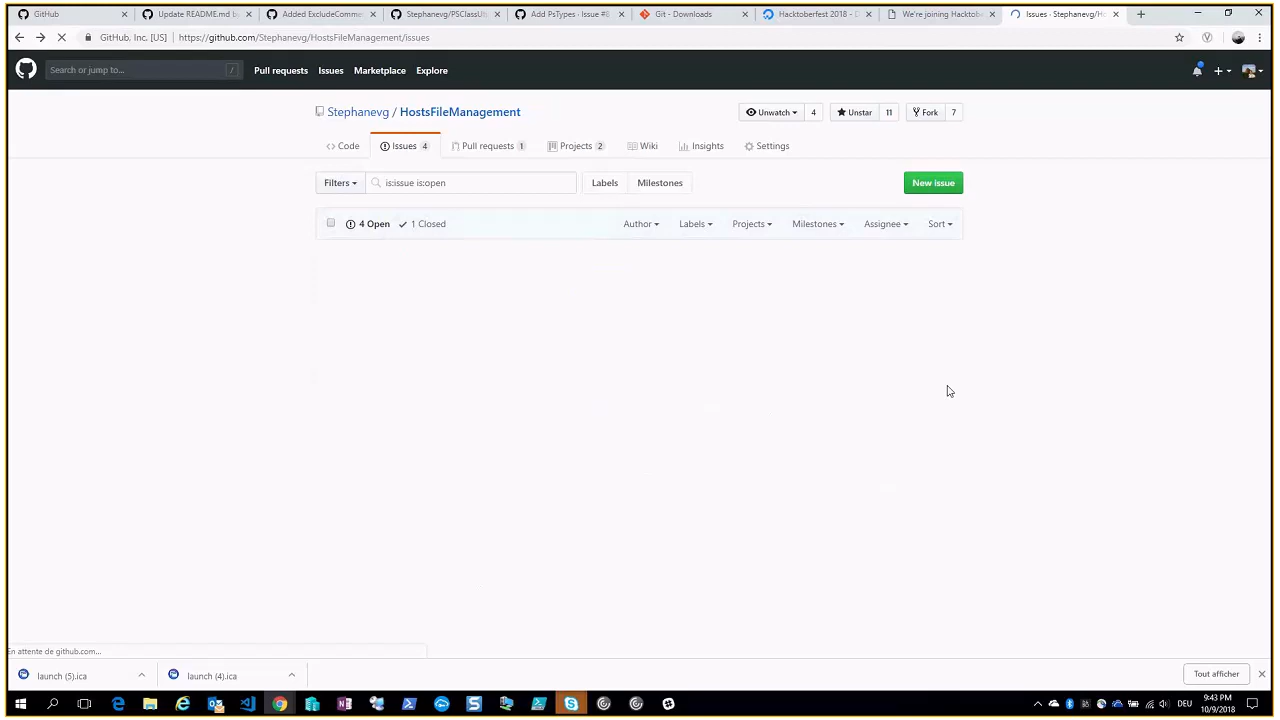 GitHub
Update README.md by
Added ExcludeComme
Stephanevg/PSClassUti
Add PsTypes · Issue #8
Git - Downloads
Hacktoberfest 2018 - D
We're joining Hacktob
Issues · Stephanevg/Ho
GitHub, Inc. [US]
https://github.com/Stephanevg/HostsFileManagement/issues
Search or jump to...
/
Pull requests
Issues
Marketplace
Explore
Stephanevg / HostsFileManagement
Unwatch
4
Unstar
11
Fork
7
Code
Issues 4
Pull requests 1
Projects 2
Wiki
Insights
Settings
Filters
is:issue is:open
Labels
Milestones
New issue
4 Open
1 Closed
Author
Labels
Projects
Milestones
Assignee
Sort
En attente de github.com...
launch (5).ica
launch (4).ica
Tout afficher
DEU
9:43 PM
10/9/2018